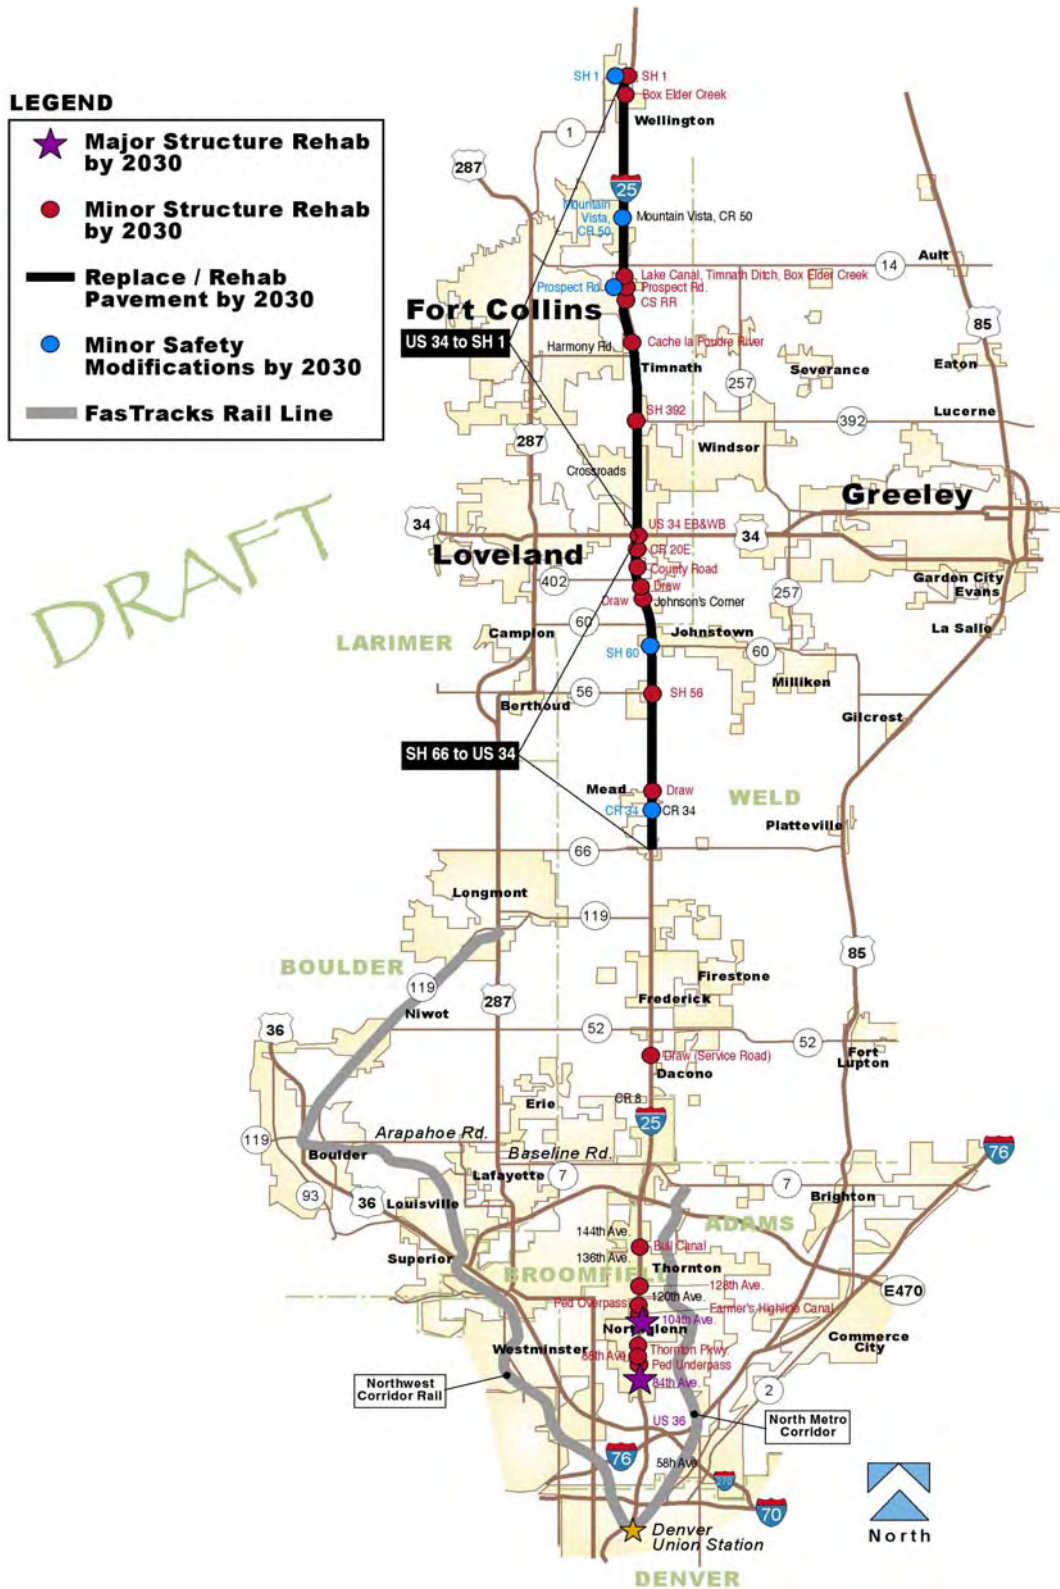 LEGEND
Major Structure Rehab
by 2030
Minor Structure Rehab
by 2030
Replace / Rehab
Pavement by 2030
Minor Safety
Modifications by 2030
FasTracks Rail Line
DRAFT
SH 1
SH 1
Box Elder Creek
Wellington
1
287
25
Mountain
Vista,
CR 50
Mountain Vista, CR 50
Ault
14
Lake Canal, Timnath Ditch, Box Elder Creek
Prospect Rd
Prospect Rd.
CS RR
Fort Collins
85
US 34 to SH 1
Harmony Rd.
Cache la Poudre River
Timnath
Severance
Eaton
257
SH 392
392
Lucerne
287
Windsor
Crossroads
Greeley
34
US 34 EB&WB
34
Loveland
CR 20E
County Road
402
Draw
Garden City
Evans
257
Draw
Johnson's Corner
60
Campion
Johnstown
La Salle
LARIMER
SH 60
60
Milliken
56
SH 56
Berthoud
Gilcrest
SH 66 to US 34
Mead
Draw
WELD
CR 34
CR 34
Platteville
66
Longmont
119
85
BOULDER
Firestone
119
287
Frederick
Niwot
36
52
52
Draw (Service Road)
Fort
Lupton
Dacono
CR 8
Erie
25
Arapahoe Rd.
119
Boulder
Baseline Rd.
76
Lafayette
7
7
93
36
Louisville
Brighton
ADAMS
144th Ave.
Bull Canal
136th Ave.
Superior
Thornton
BROOMFIELD
128th Ave.
E470
120th Ave.
Ped Overpass
Farmer's Highline Canal
104th Ave.
Northglenn
Commerce
City
Westminster
Thornton Pkwy.
88th Ave.
Ped Underpass
84th Ave.
Northwest
Corridor Rail
2
US 36
North Metro
Corridor
76
58th Ave.
270
70
North
Denver
Union Station
DENVER